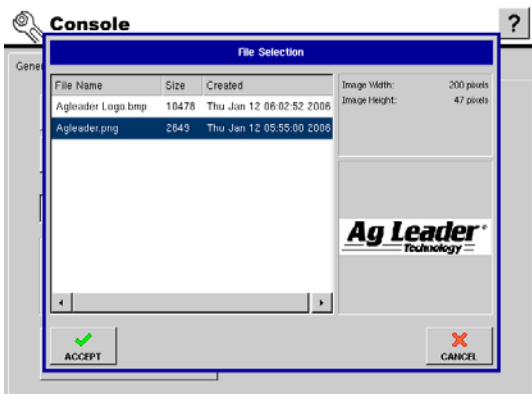 Console
?
Gene
File Selection
File Name Size Created
Agleader Logo.bmp 10478 Thu Jan 12 06:02:52 2006
Agleader.png 2649 Thu Jan 12 05:55:00 2006
Image Width: 200 pixels
Image Height: 47 pixels
Ag Leader®
Technology
ACCEPT
CANCEL